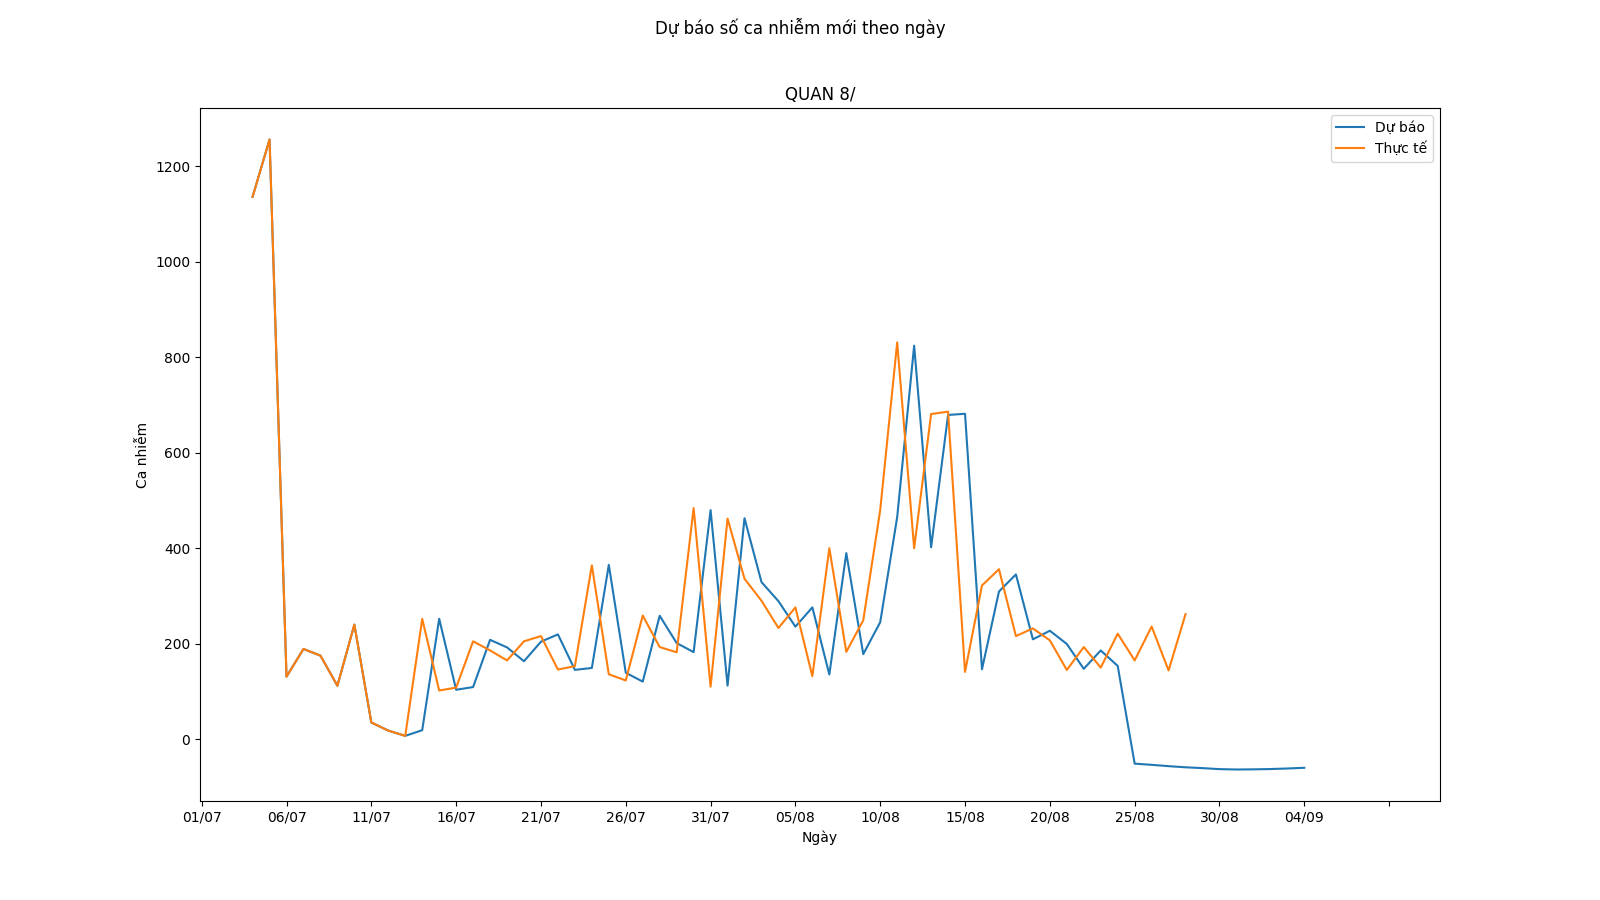 Dự báo số ca nhiễm mới theo ngày
QUAN 8/
Dự báo
Thực tế
1200
1000
800
600
400
200
0
Ca nhiễm
01/07 06/07 11/07 16/07 21/07 26/07 31/07 05/08 10/08 15/08 20/08 25/08 30/08 04/09
Ngày